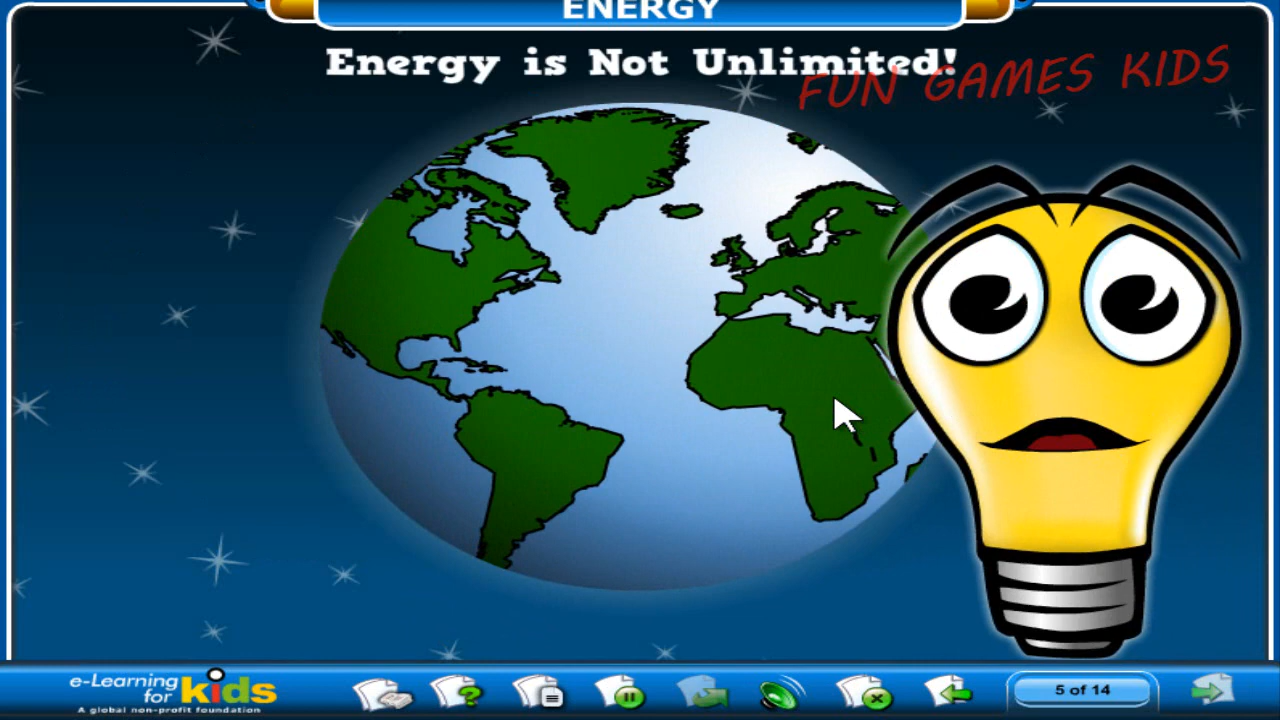 ENERGY
Energy is Not Unlimited!
FUN GAMES KIDS
e-Learning
for kids
A global non-profit foundation
5 of 14